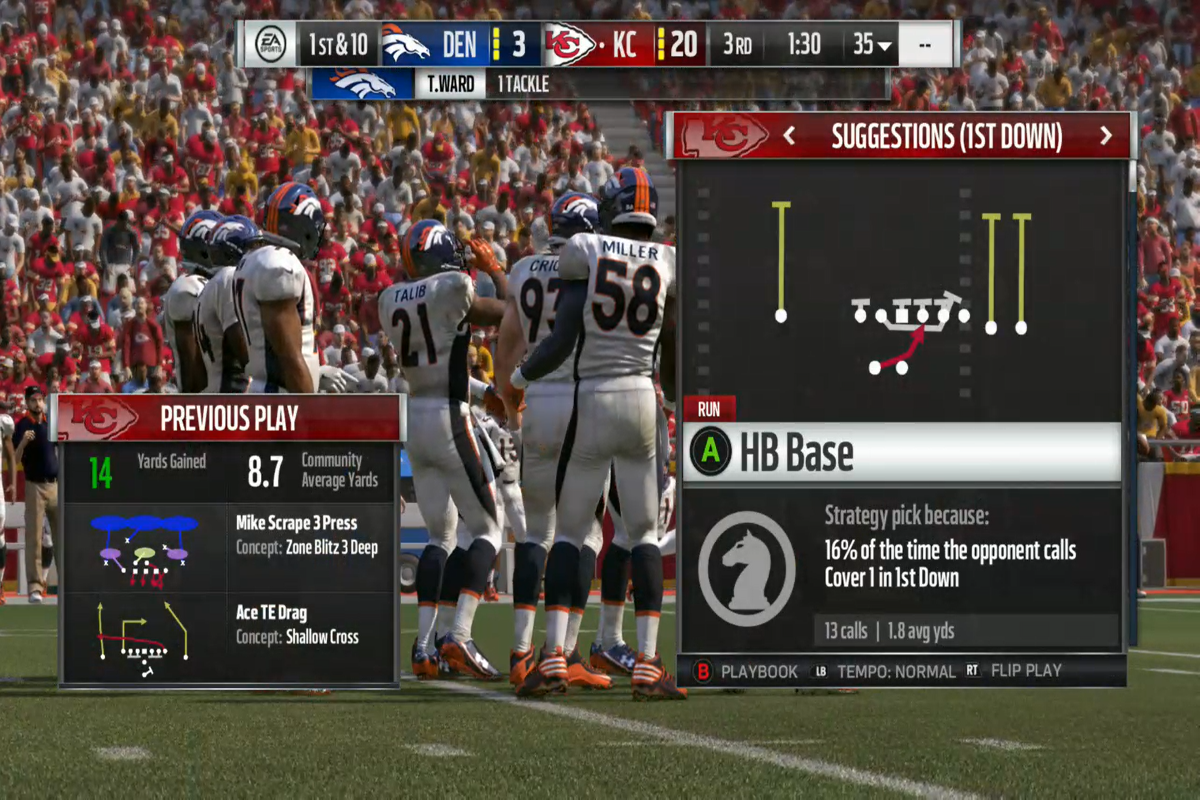 EA SPORTS 1ST & 10 DEN 3 KC 20 3RD 1:30 35 --
T.WARD 1 TACKLE
SUGGESTIONS (1ST DOWN)
MILLER
58
TALIB
21
93
RUN
A HB Base
Strategy pick because:
16% of the time the opponent calls
Cover 1 in 1st Down
13 calls | 1.8 avg yds
B PLAYBOOK LB TEMPO: NORMAL RT FLIP PLAY
KC PREVIOUS PLAY
14 Yards Gained
8.7 Community
Average Yards
Mike Scrape 3 Press
Concept: Zone Blitz 3 Deep
Ace TE Drag
Concept: Shallow Cross